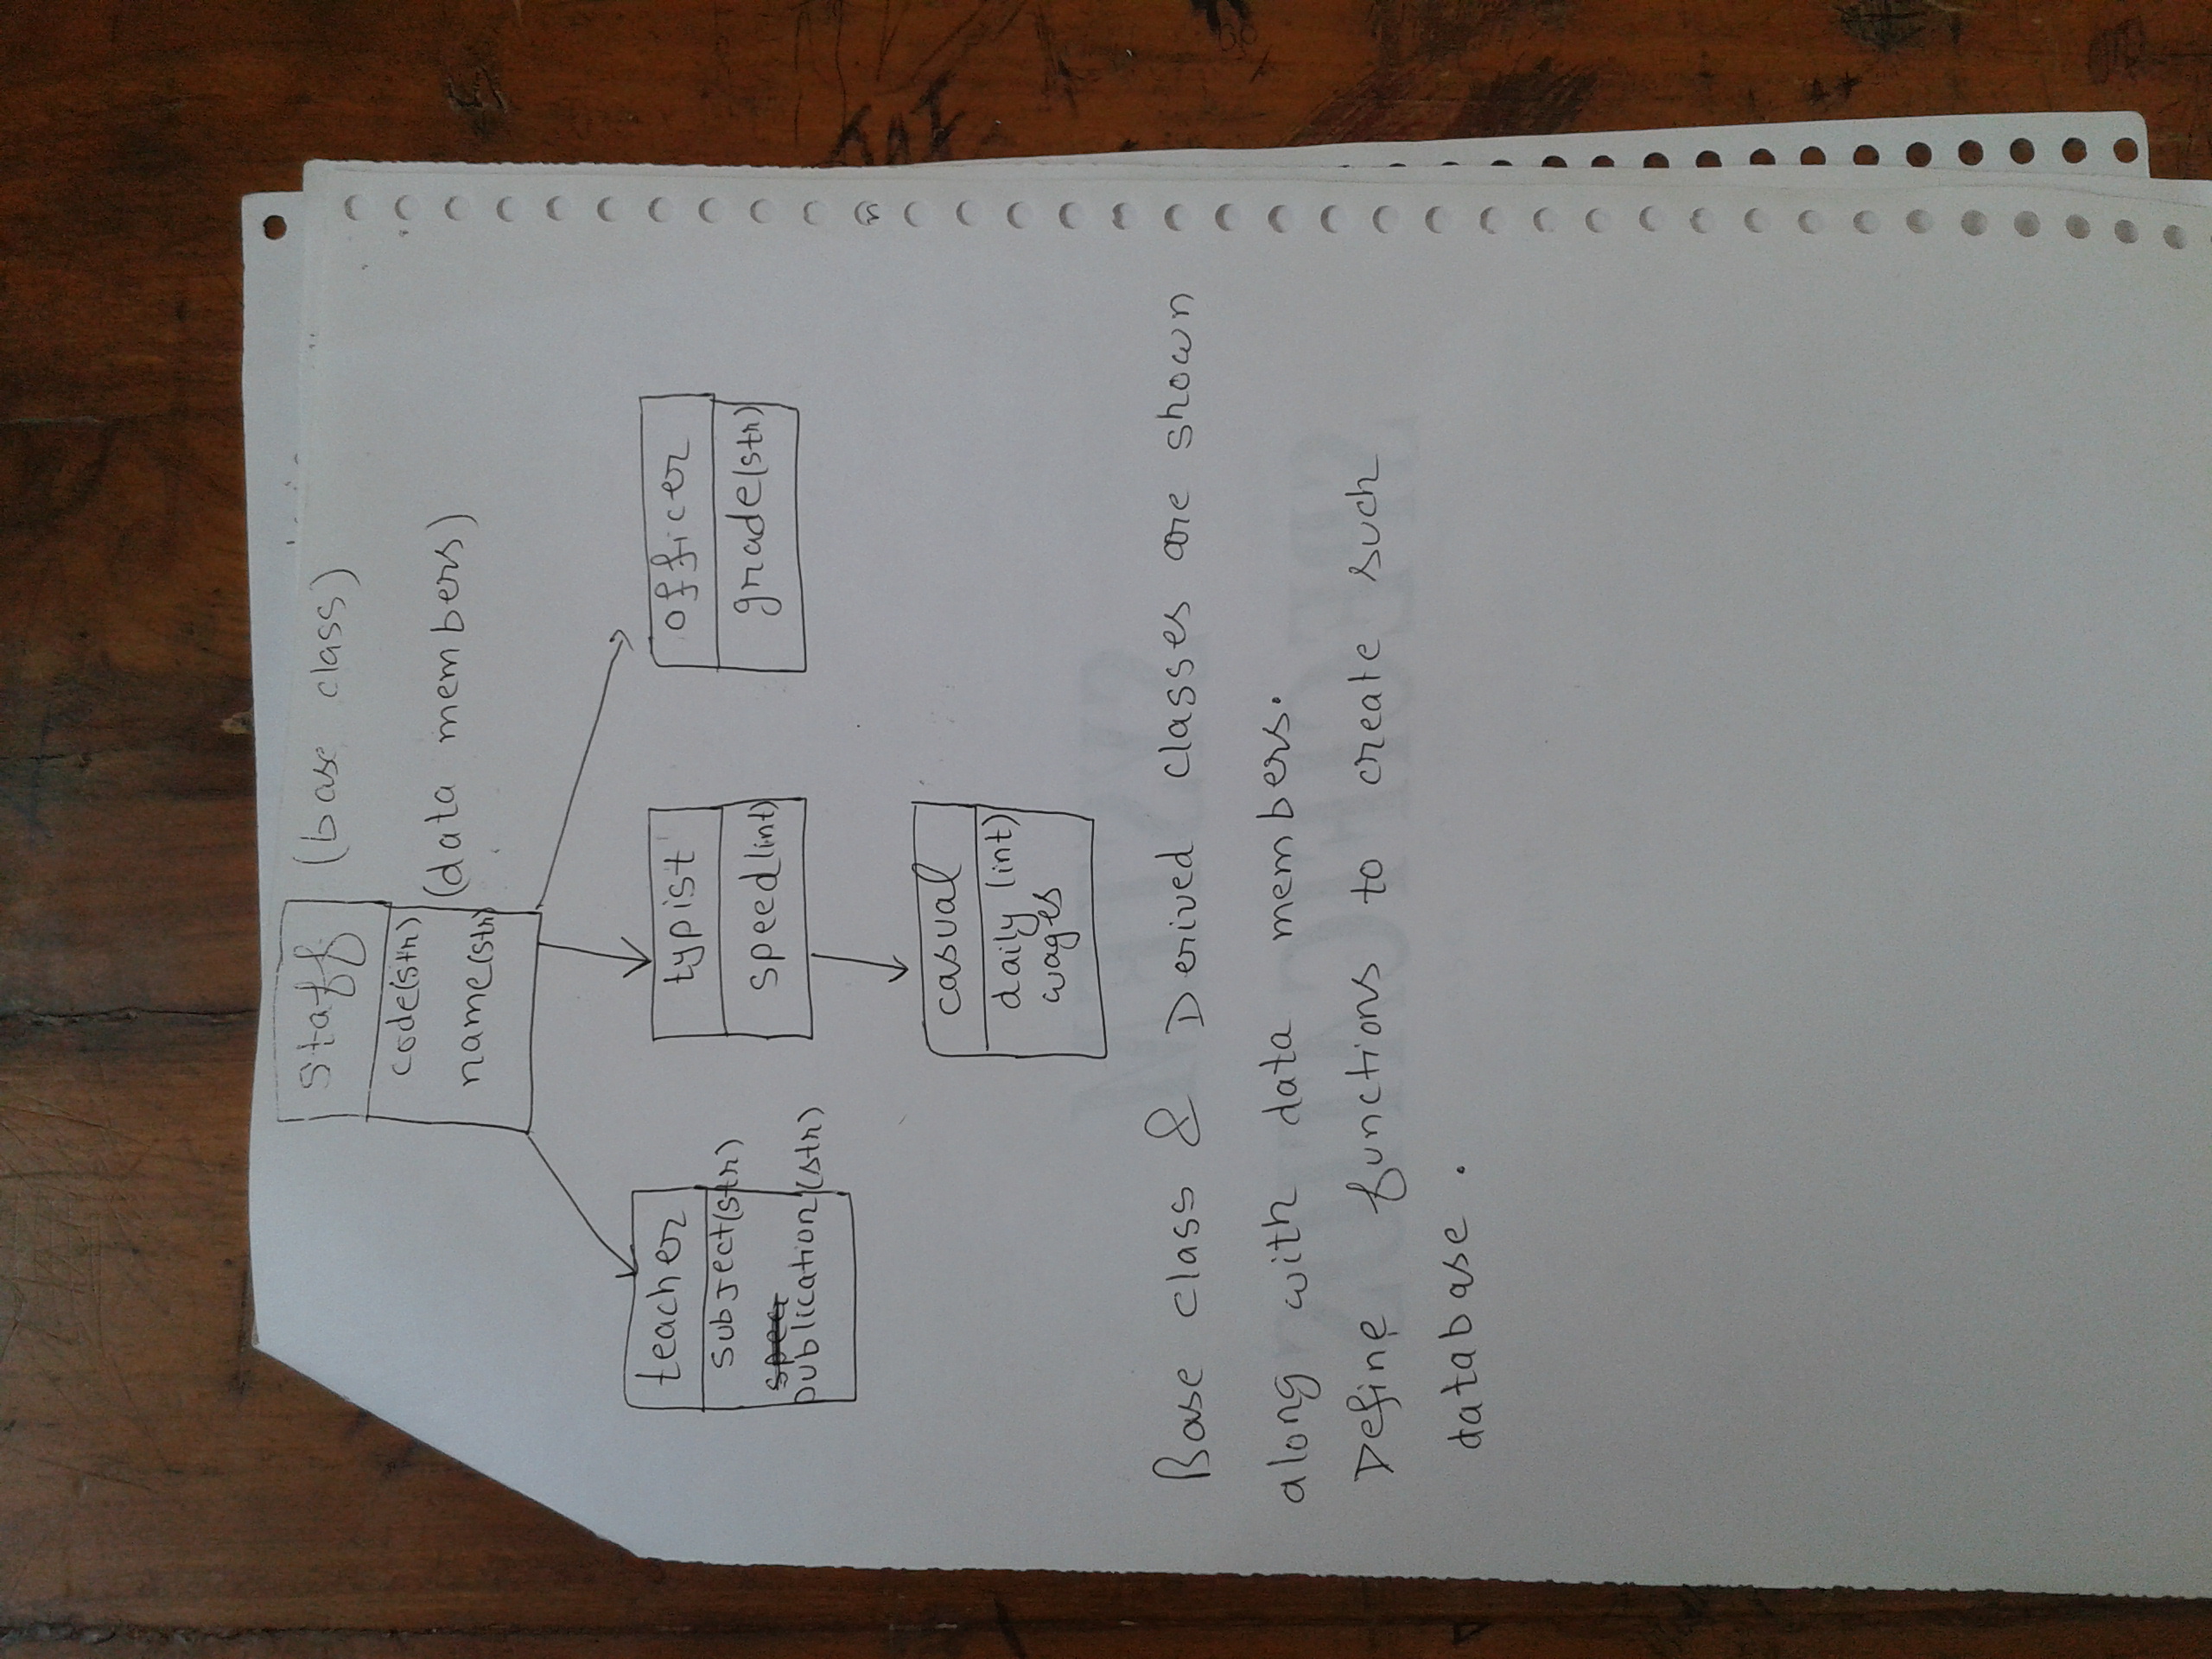 staff (base class)
code(str)
name(str) (data members)
teacher
subject(str)
publication(str)
typist
speed(int)
officer
grade(str)
casual
daily (int)
wages
Base class & Derived classes are shown
along with data members.
Define functions to create such
database.